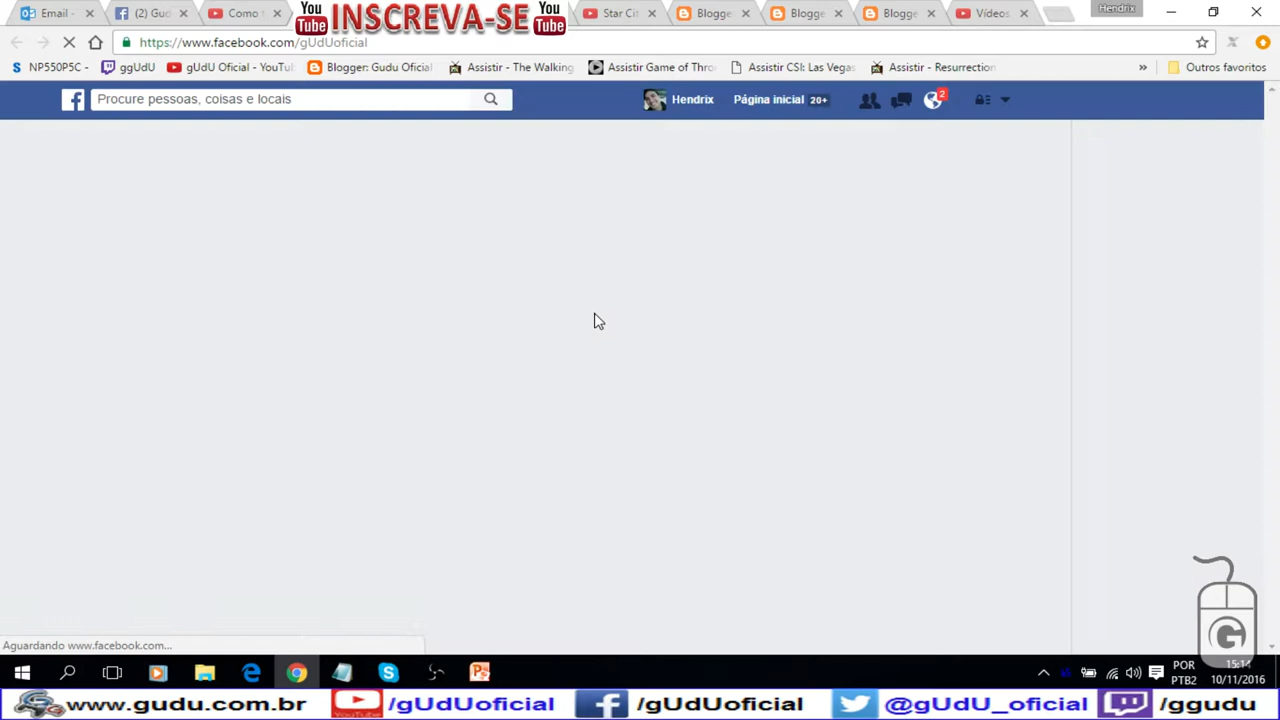 Email -
(2) Gud
Como
You Tube INSCREVA-SE You Tube
Star Cit
Blogge
Blogge
Blogge
Vídeos
Hendrix
https://www.facebook.com/gUdUoficial
NP550P5C -
ggUdU
gUdU Oficial - YouTu
Blogger: Gudu Oficial
Assistir - The Walking
Assistir Game of Thro
Assistir CSI: Las Vegas
Assistir - Resurrection
»
Outros favoritos
Procure pessoas, coisas e locais
Hendrix
Página inicial 20+
2
Aguardando www.facebook.com...
G
POR
PTB2
15:14
10/11/2016
www.gudu.com.br
YouTube /gUdUoficial
f /gUdUoficial
@gUdU_oficial
/ggudu